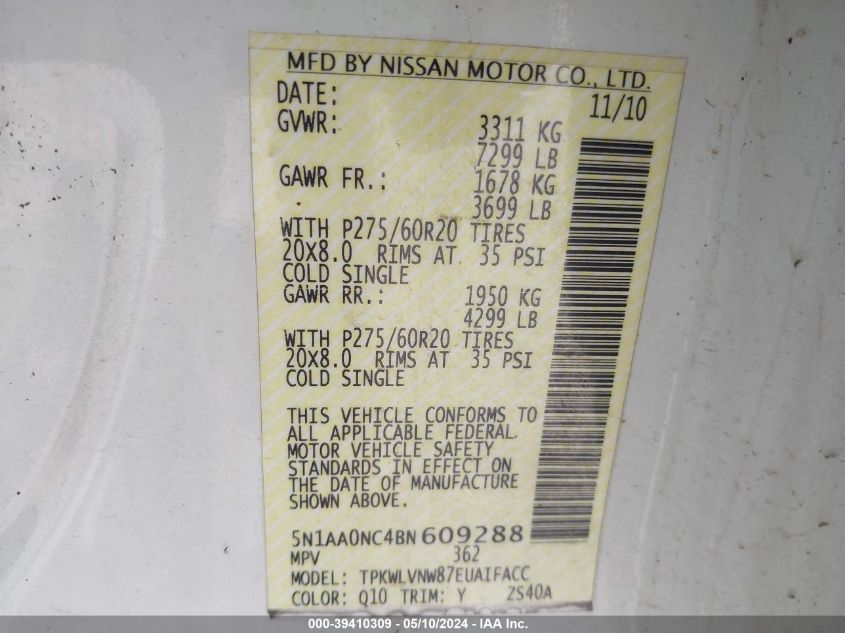 MFD BY NISSAN MOTOR CO., LTD.
DATE: 11/10
GVWR: 3311 KG
7299 LB
GAWR FR.: 1678 KG
3699 LB
WITH P275/60R20 TIRES
20X8.0 RIMS AT 35 PSI
COLD SINGLE
GAWR RR.: 1950 KG
4299 LB
WITH P275/60R20 TIRES
20X8.0 RIMS AT 35 PSI
COLD SINGLE
THIS VEHICLE CONFORMS TO
ALL APPLICABLE FEDERAL
MOTOR VEHICLE SAFETY
STANDARDS IN EFFECT ON
THE DATE OF MANUFACTURE
SHOWN ABOVE.
5N1AA0NC4BN609288
MPV 362
MODEL: TPKWLVNW87EUAIFACC
COLOR: Q10 TRIM: Y ZS40A
000-39410309 - 05/10/2024 - IAA Inc.